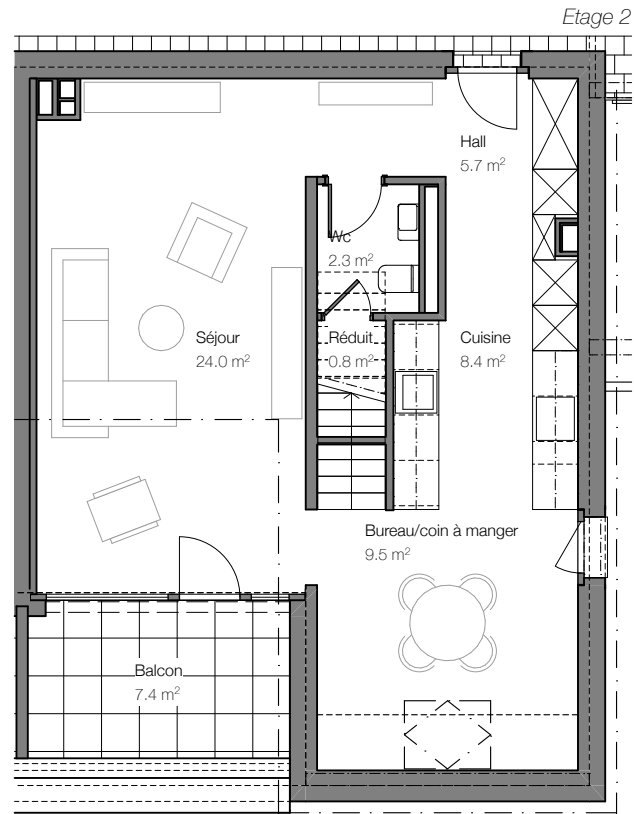 Etage 2
Hall
5.7 m²
Wc
2.3 m²
Séjour
24.0 m²
Réduit
0.8 m²
Cuisine
8.4 m²
Bureau/coin à manger
9.5 m²
Balcon
7.4 m²